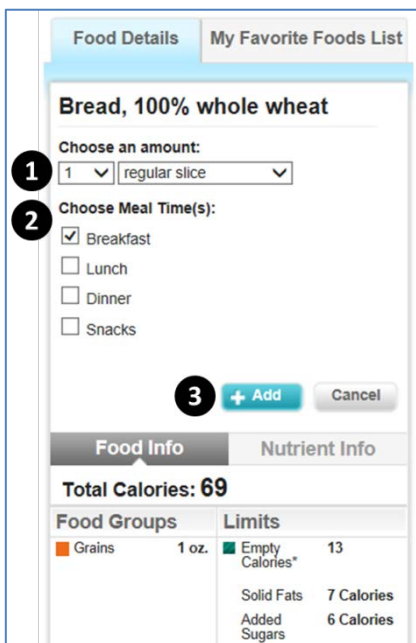 Food Details My Favorite Foods List
Bread, 100% whole wheat
Choose an amount:
1 1 regular slice
2 Choose Meal Time(s):
Breakfast
Lunch
Dinner
Snacks
3 + Add Cancel
Food Info Nutrient Info
Total Calories: 69
Food Groups Limits
Grains 1 oz. Empty 13
Calories*
Solid Fats 7 Calories
Added 6 Calories
Sugars